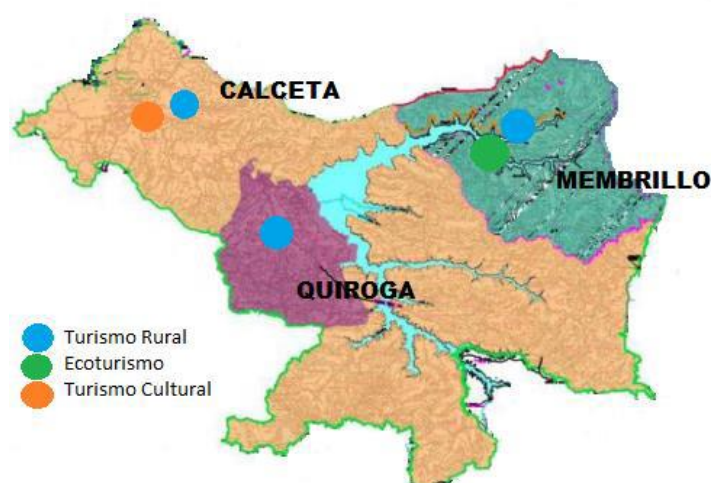 CALCETA
MEMBRILLO
QUIROGA
Turismo Rural
Ecoturismo
Turismo Cultural